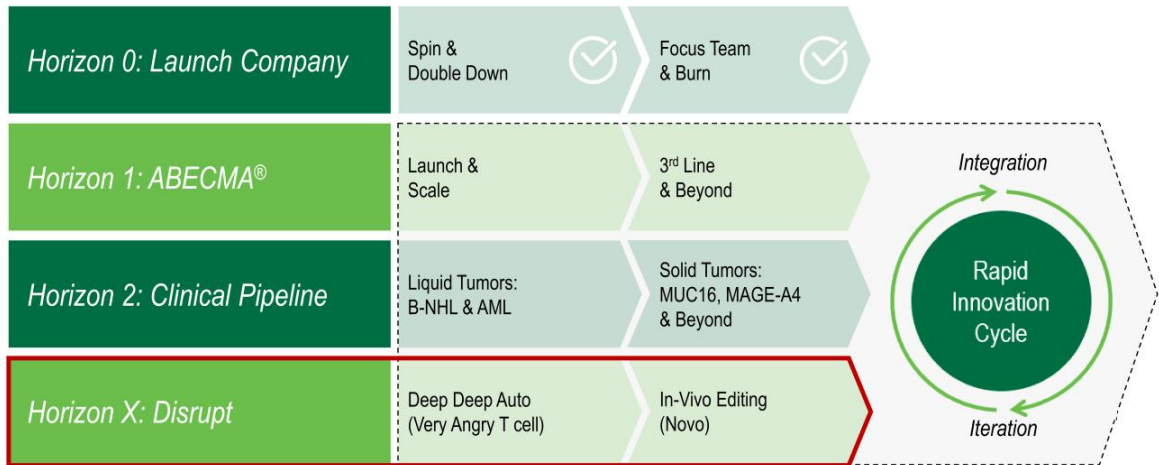 Horizon 0: Launch Company
Spin &
Double Down
Focus Team
& Burn
Horizon 1: ABECMA®
Launch &
Scale
3rd Line
& Beyond
Integration
Horizon 2: Clinical Pipeline
Liquid Tumors:
B-NHL & AML
Solid Tumors:
MUC16, MAGE-A4
& Beyond
Rapid
Innovation
Cycle
Horizon X: Disrupt
Deep Deep Auto
(Very Angry T cell)
In-Vivo Editing
(Novo)
Iteration